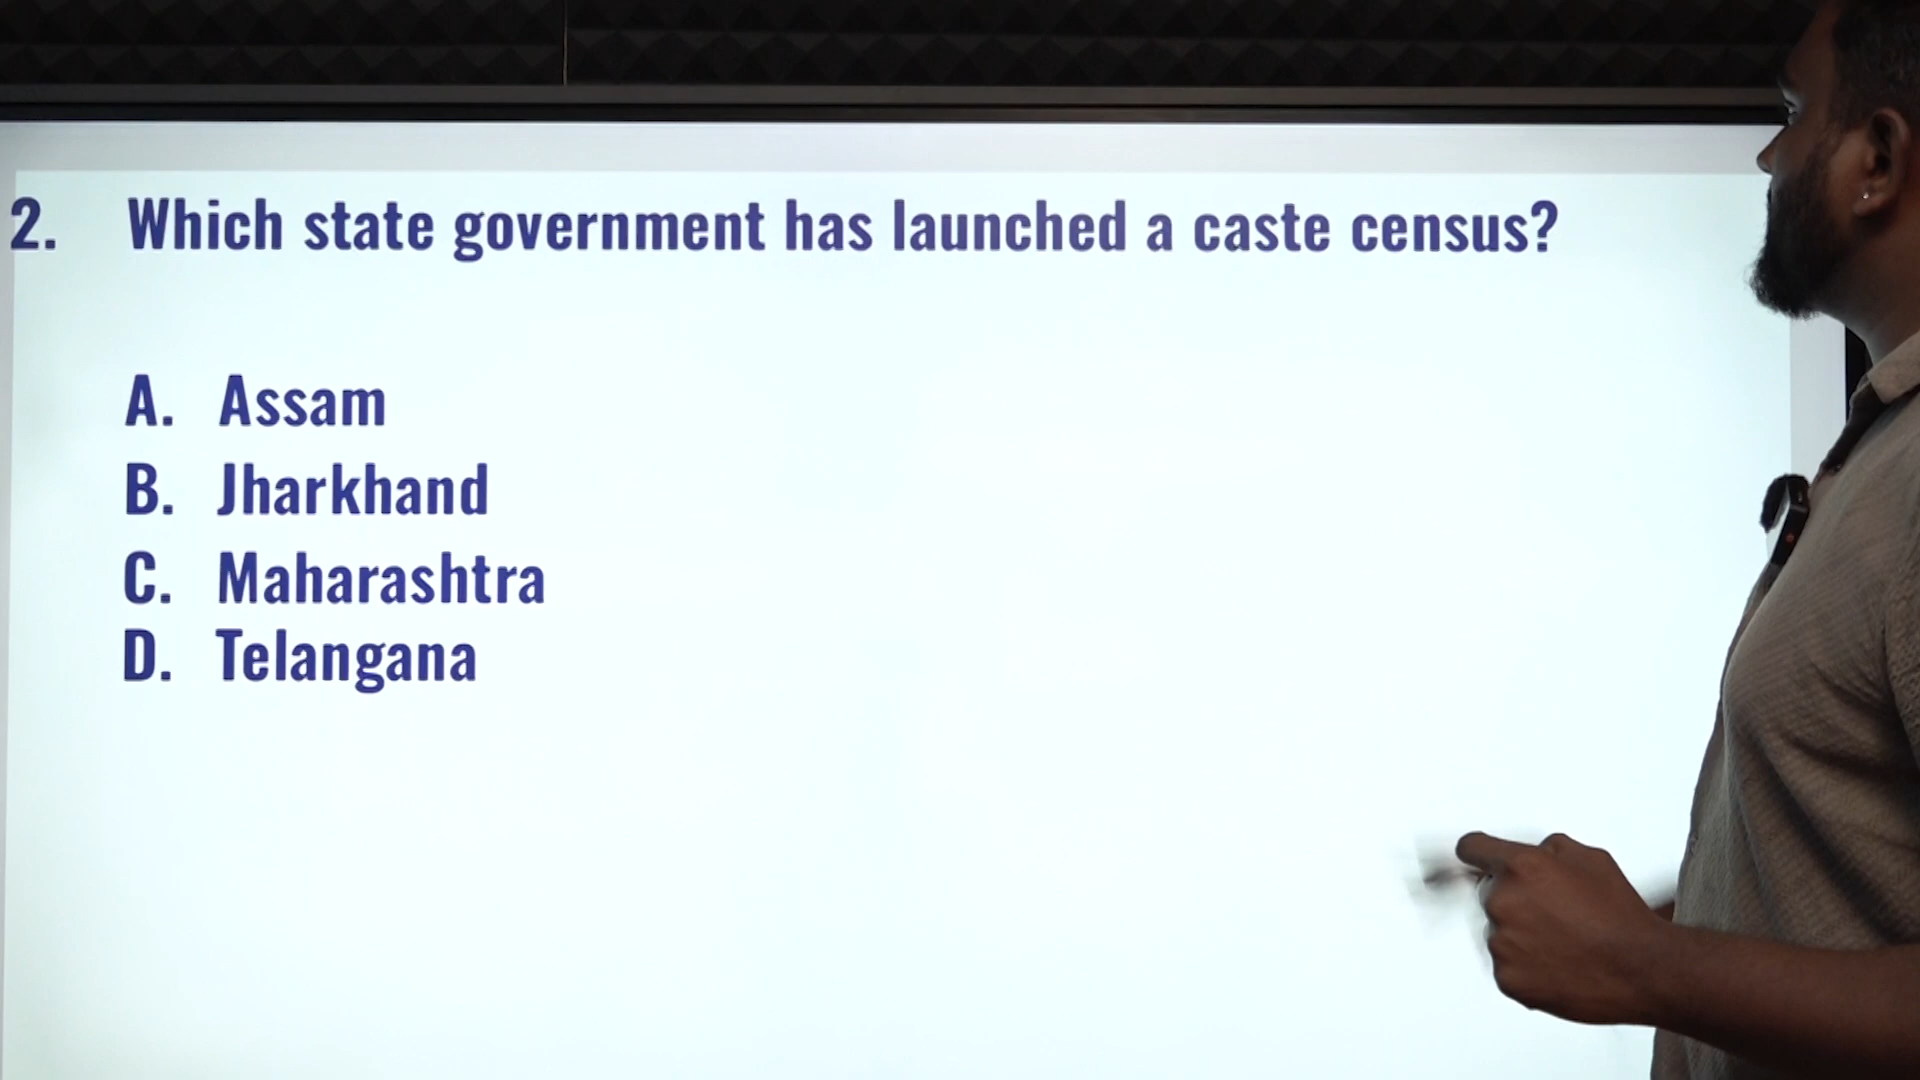 2. Which state government has launched a caste census?
A. Assam
B. Jharkhand
C. Maharashtra
D. Telangana